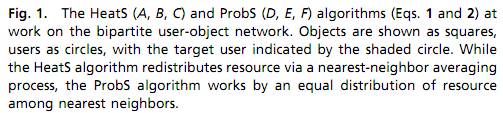 Fig. 1. The HeatS (A, B, C) and ProbS (D, E, F) algorithms (Eqs. 1 and 2) at
work on the bipartite user-object network. Objects are shown as squares,
users as circles, with the target user indicated by the shaded circle. While
the HeatS algorithm redistributes resource via a nearest-neighbor averaging
process, the ProbS algorithm works by an equal distribution of resource
among nearest neighbors.